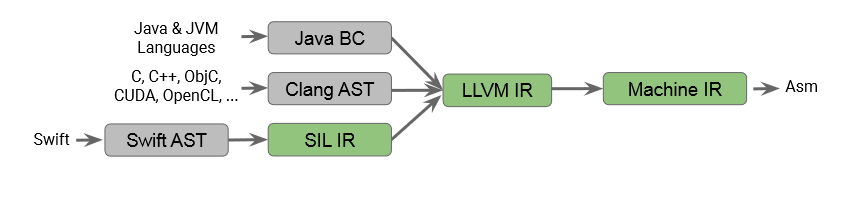 Java & JVM
Languages
Java BC
C, C++, ObjC,
CUDA, OpenCL, ...
Clang AST
LLVM IR
Machine IR
Asm
Swift
Swift AST
SIL IR